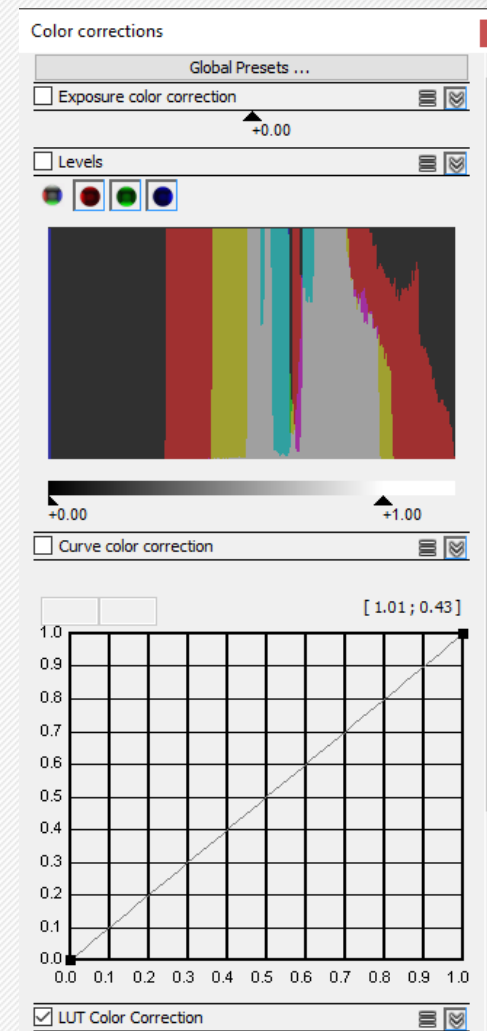 Color corrections
Global Presets ...
Exposure color correction
+0.00
Levels
+0.00 +1.00
Curve color correction
[ 1.01 ; 0.43 ]
1.0
0.9
0.8
0.7
0.6
0.5
0.4
0.3
0.2
0.1
0.0
0.0 0.1 0.2 0.3 0.4 0.5 0.6 0.7 0.8 0.9 1.0
LUT Color Correction